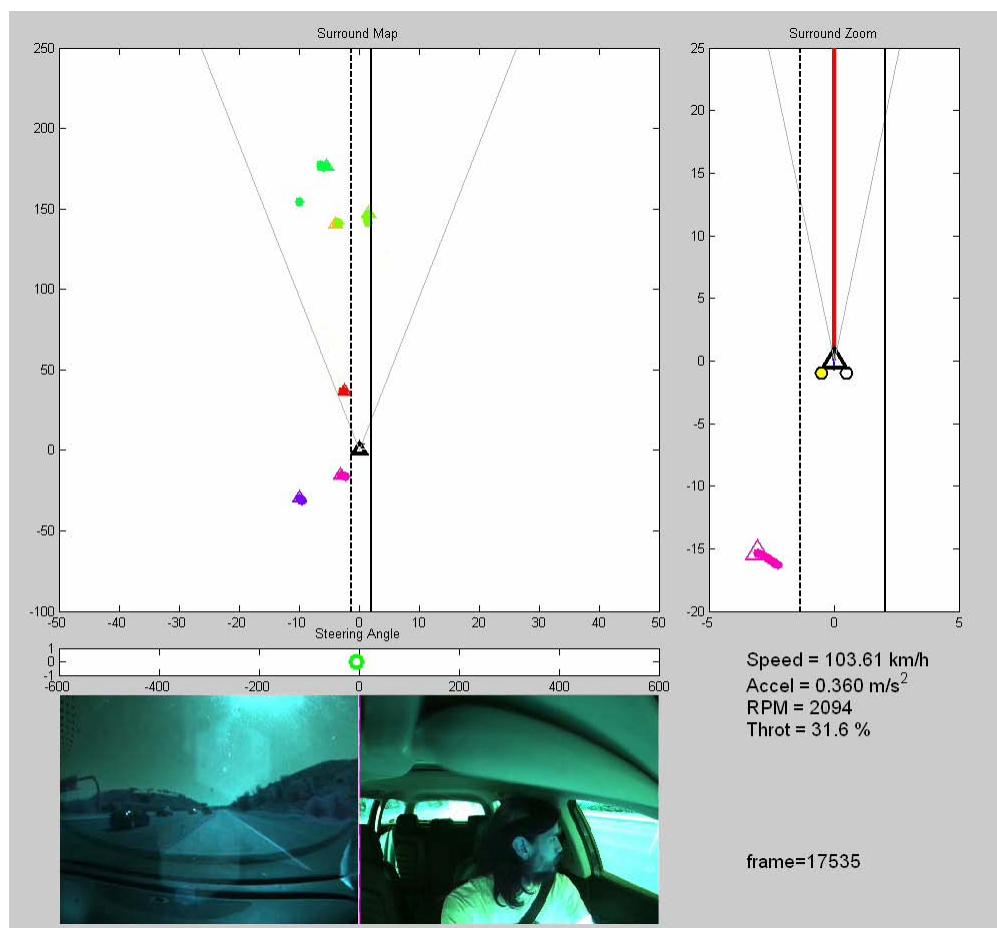 Surround Map
250
200
150
100
50
0
-50
-100
-50 -40 -30 -20 -10 0 10 20 30 40 50
Surround Zoom
25
20
15
10
5
0
-5
-10
-15
-20
-5 0 5
Steering Angle
1
0
-1
-600 -400 -200 0 200 400 600
Speed = 103.61 km/h
Accel = 0.360 m/s²
RPM = 2094
Throt = 31.6 %
frame=17535